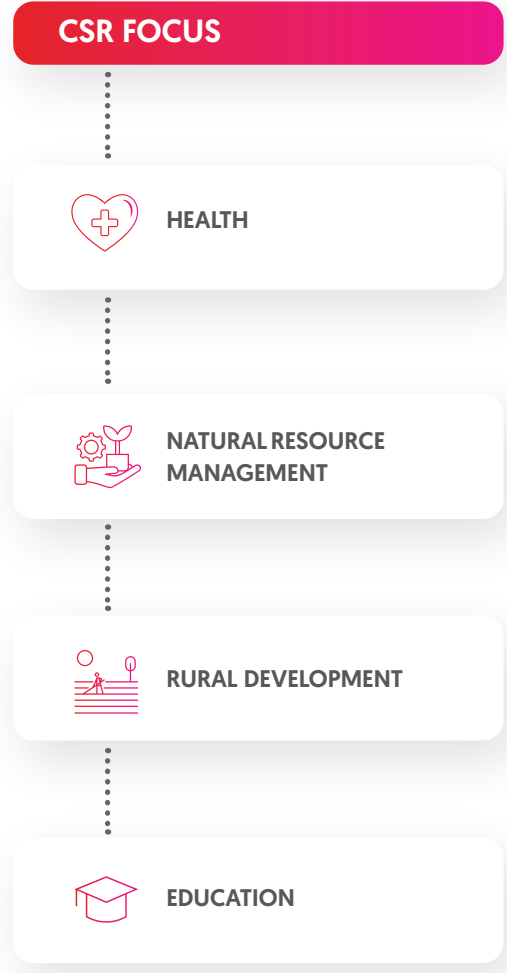 CSR FOCUS
HEALTH
NATURAL RESOURCE
MANAGEMENT
RURAL DEVELOPMENT
EDUCATION